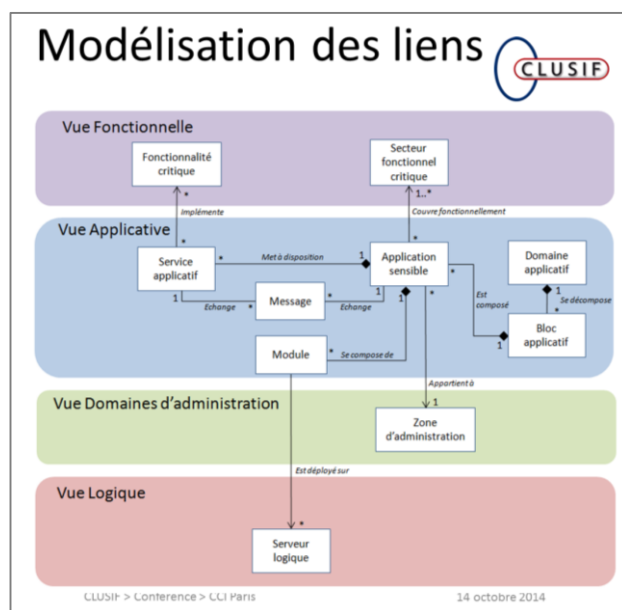 Modélisation des liens
CLUSIF
Vue Fonctionnelle
Fonctionnalité
critique
Secteur
fonctionnel
critique
*
1..*
Implémente
Couvre fonctionnellement
Vue Applicative
*
*
Service
applicatif
*
Met à disposition
1
Application
sensible
*
Domaine
applicatif
1
1
Echange
*
Message
*
Echange
1
1
*
Est
composé
Se décompose
*
1
Bloc
applicatif
Module
*
Se compose de
Appartient à
Vue Domaines d'administration
1
Zone
d'administration
Est déployé sur
Vue Logique
*
Serveur
logique
CLUSIF > Conférence > CCI Paris
14 octobre 2014